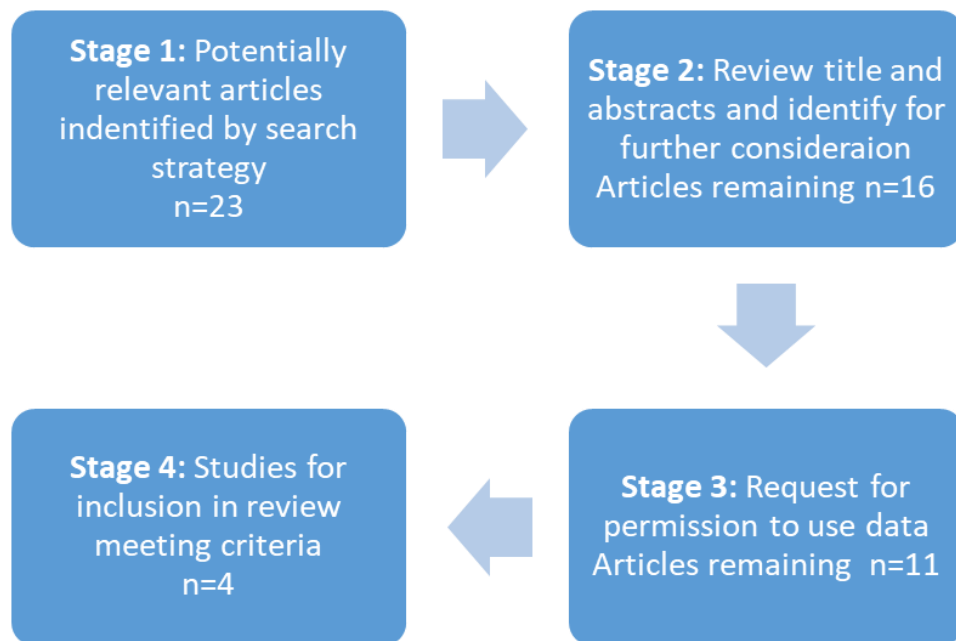 Stage 1: Potentially
relevant articles
indentified by search
strategy
n=23
Stage 2: Review title and
abstracts and identify for
further consideraion
Articles remaining n=16
Stage 3: Request for
permission to use data
Articles remaining n=11
Stage 4: Studies for
inclusion in review
meeting criteria
n=4